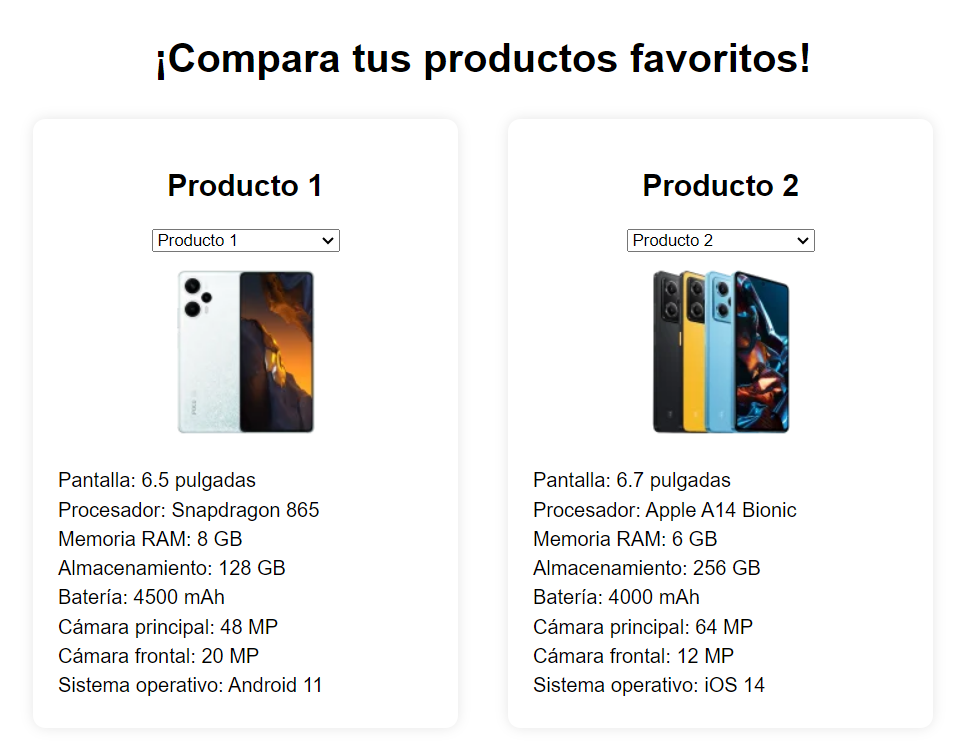 ¡Compara tus productos favoritos!
Producto 1
Producto 1
Pantalla: 6.5 pulgadas
Procesador: Snapdragon 865
Memoria RAM: 8 GB
Almacenamiento: 128 GB
Batería: 4500 mAh
Cámara principal: 48 MP
Cámara frontal: 20 MP
Sistema operativo: Android 11
Producto 2
Producto 2
Pantalla: 6.7 pulgadas
Procesador: Apple A14 Bionic
Memoria RAM: 6 GB
Almacenamiento: 256 GB
Batería: 4000 mAh
Cámara principal: 64 MP
Cámara frontal: 12 MP
Sistema operativo: iOS 14